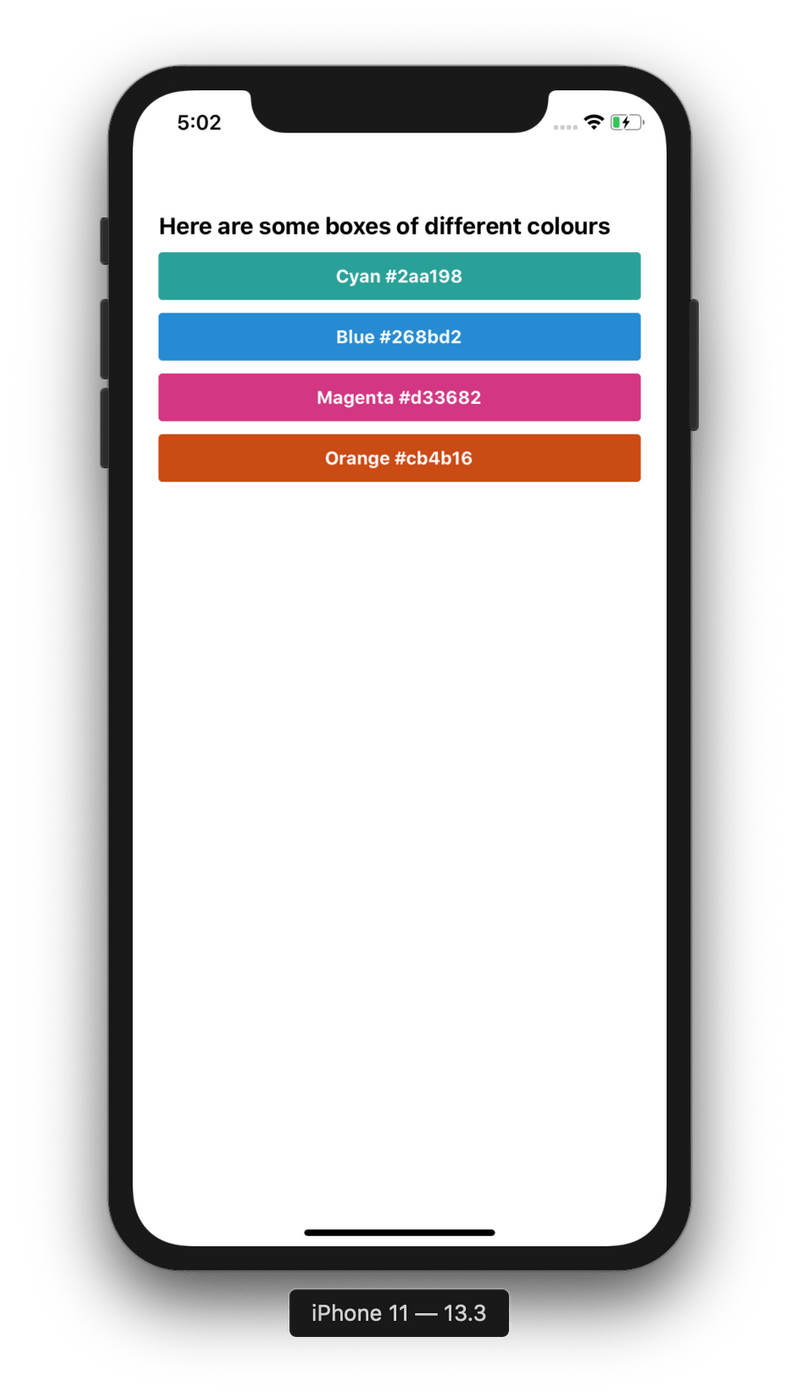 5:02
Here are some boxes of different colours
Cyan #2aa198
Blue #268bd2
Magenta #d33682
Orange #cb4b16
iPhone 11 — 13.3